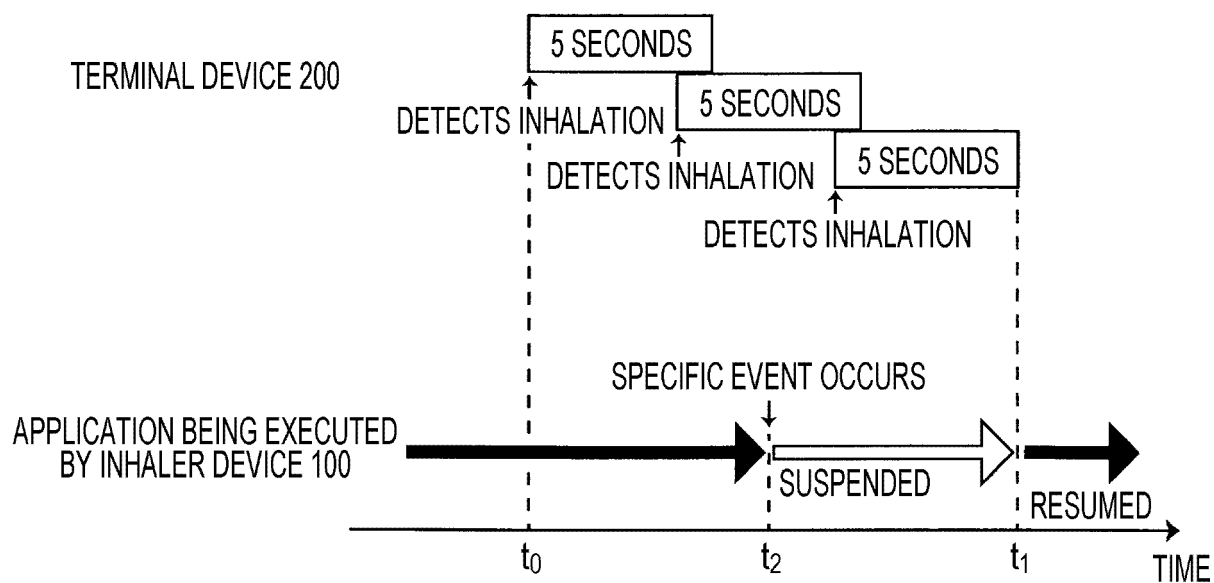 5 SECONDS
TERMINAL DEVICE 200
5 SECONDS
DETECTS INHALATION
5 SECONDS
DETECTS INHALATION
DETECTS INHALATION
SPECIFIC EVENT OCCURS
APPLICATION BEING EXECUTED
BY INHALER DEVICE 100
SUSPENDED
RESUMED
t0
t2
t1
TIME